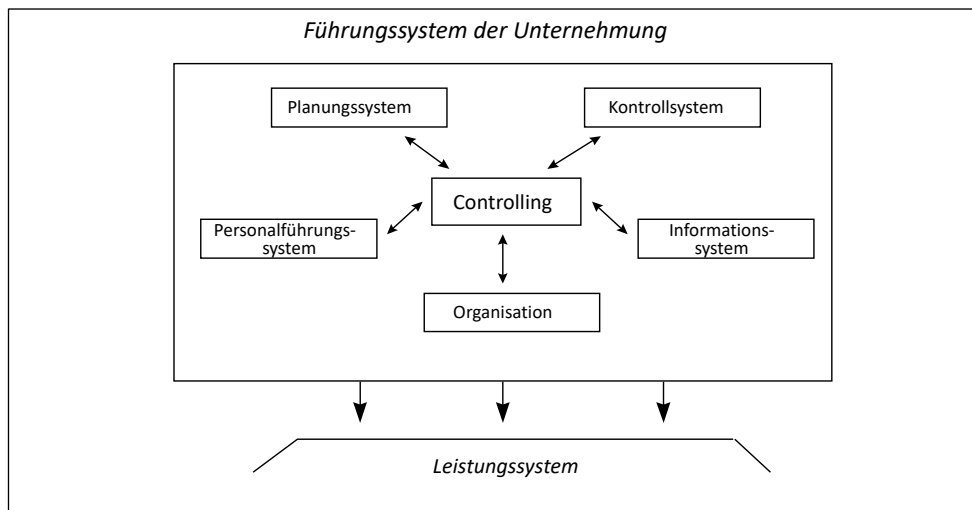 Führungssystem der Unternehmung
Planungssystem
Kontrollsystem
Controlling
Personalführungs-
system
Informations-
system
Organisation
Leistungssystem